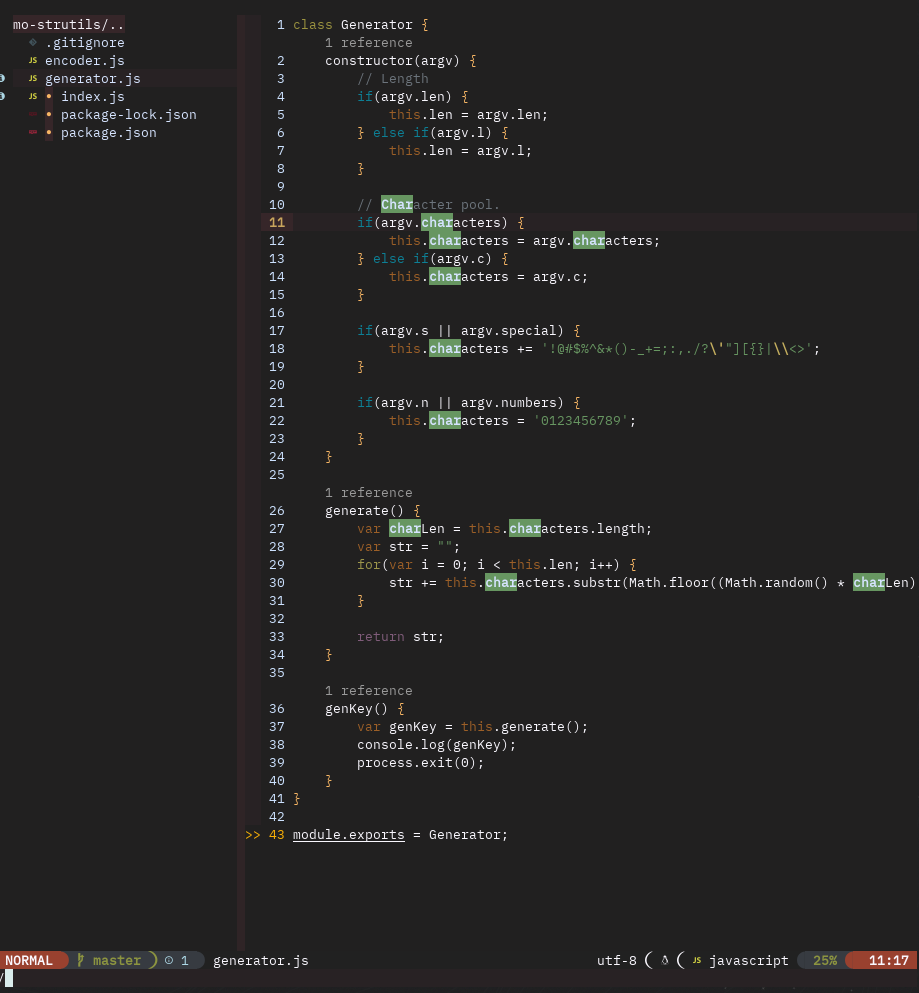 mo-strutils/..
.gitignore
JS encoder.js
JS generator.js
JS • index.js
• package-lock.json
• package.json
1 class Generator {
1 reference
2 constructor(argv) {
3 // Length
4 if(argv.len) {
5 this.len = argv.len;
6 } else if(argv.l) {
7 this.len = argv.l;
8 }
9
10 // Character pool.
11 if(argv.characters) {
12 this.characters = argv.characters;
13 } else if(argv.c) {
14 this.characters = argv.c;
15 }
16
17 if(argv.s || argv.special) {
18 this.characters += '!@#$%^&*()-_+=;:,./?\'"][{}|\\<>';
19 }
20
21 if(argv.n || argv.numbers) {
22 this.characters = '0123456789';
23 }
24 }
25
1 reference
26 generate() {
27 var charLen = this.characters.length;
28 var str = "";
29 for(var i = 0; i < this.len; i++) {
30 str += this.characters.substr(Math.floor((Math.random() * charLen)
31 }
32
33 return str;
34 }
35
1 reference
36 genKey() {
37 var genKey = this.generate();
38 console.log(genKey);
39 process.exit(0);
40 }
41 }
42
>> 43 module.exports = Generator;
NORMAL master 1 generator.js utf-8 JS javascript 25% 11:17
/